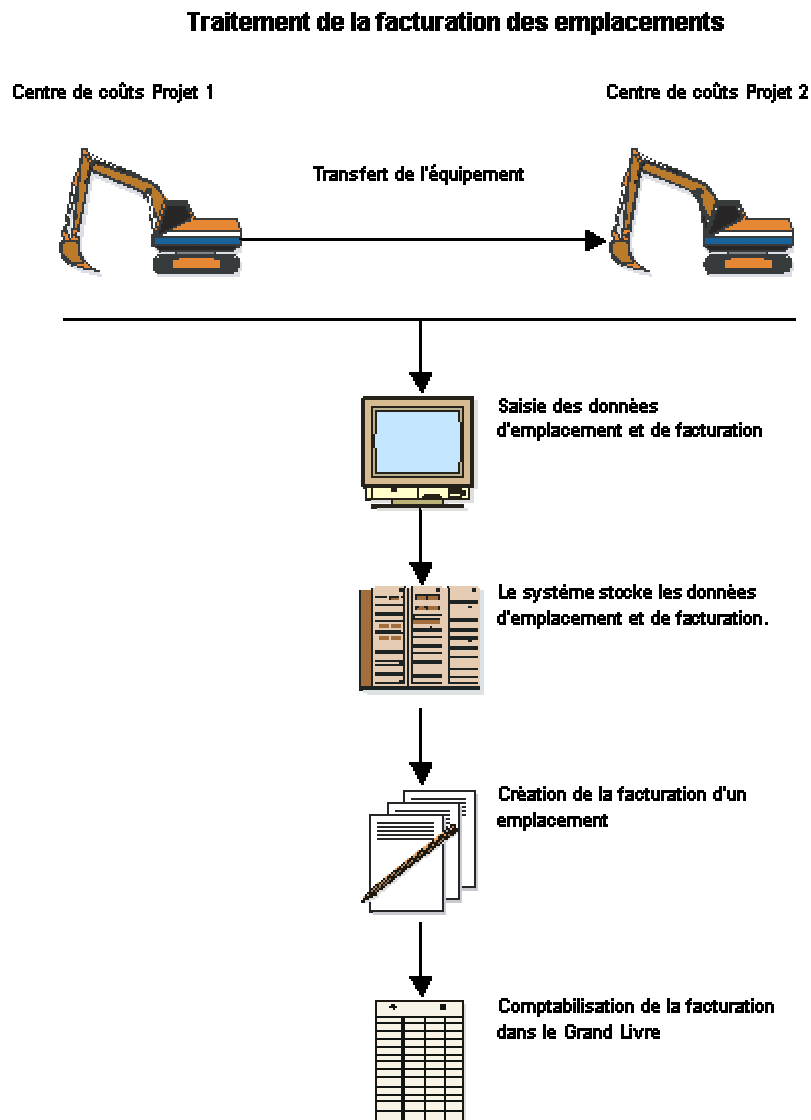 Traitement de la facturation des emplacements
Centre de coûts Projet 1
Centre de coûts Projet 2
Transfert de l'équipement
Saisie des données
d'emplacement et de facturation
Le système stocke les données
d'emplacement et de facturation.
Création de la facturation d'un
emplacement
Comptabilisation de la facturation
dans le Grand Livre